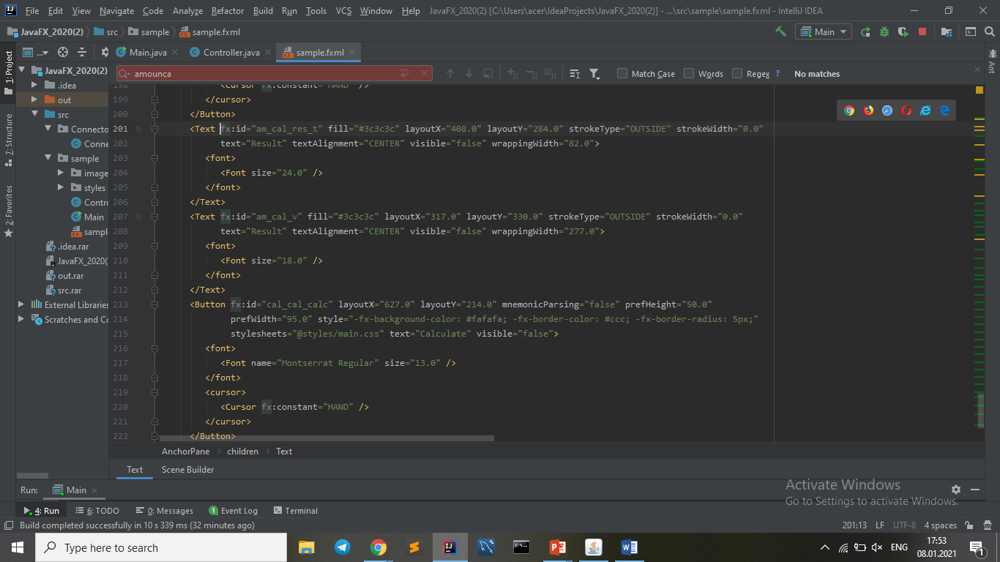 File Edit View Navigate Code Analyze Refactor Build Run Tools VCS Window Help JavaFX_2020(2) [C:\Users\acer\IdeaProjects\JavaFX_2020(2)] - ...\src\sample\sample.fxml - IntelliJ IDEA
JavaFX_2020(2) src sample sample.fxml Main
... Main.java Controller.java sample.fxml
amounca Match Case Words Regex ? No matches
1: Project
7: Structure
2: Favorites
Ant
JavaFX_2020(2)
.idea
out
src
Connecto
Conne
sample
image
styles
Contro
Main
sampl
.idea.rar
JavaFX_2020(
out.rar
src.rar
External Libraries
Scratches and Co
198 <Cursor fx:constant="HAND" />
199 </cursor>
200 </Button>
201 <Text fx:id="am_cal_res_t" fill="#3c3c3c" layoutX="408.0" layoutY="284.0" strokeType="OUTSIDE" strokeWidth="0.0"
202 text="Result" textAlignment="CENTER" visible="false" wrappingWidth="82.0">
203 <font>
204 <Font size="24.0" />
205 </font>
206 </Text>
207 <Text fx:id="am_cal_v" fill="#3c3c3c" layoutX="317.0" layoutY="330.0" strokeType="OUTSIDE" strokeWidth="0.0"
208 text="Result" textAlignment="CENTER" visible="false" wrappingWidth="277.0">
209 <font>
210 <Font size="18.0" />
211 </font>
212 </Text>
213 <Button fx:id="cal_cal_calc" layoutX="627.0" layoutY="214.0" mnemonicParsing="false" prefHeight="50.0"
214 prefWidth="95.0" style="-fx-background-color: #fafafa; -fx-border-color: #ccc; -fx-border-radius: 5px;"
215 stylesheets="@styles/main.css" text="Calculate" visible="false">
216 <font>
217 <Font name="Montserrat Regular" size="13.0" />
218 </font>
219 <cursor>
220 <Cursor fx:constant="HAND" />
221 </cursor>
222 </Button>
AnchorPane children Text
Text Scene Builder
Run: Main
Activate Windows
Go to Settings to activate Windows.
4: Run 6: TODO 0: Messages 1 Event Log Terminal
Build completed successfully in 10 s 339 ms (32 minutes ago) 201:13 LF UTF-8 4 spaces
Type here to search ENG 17:53
08.01.2021 1